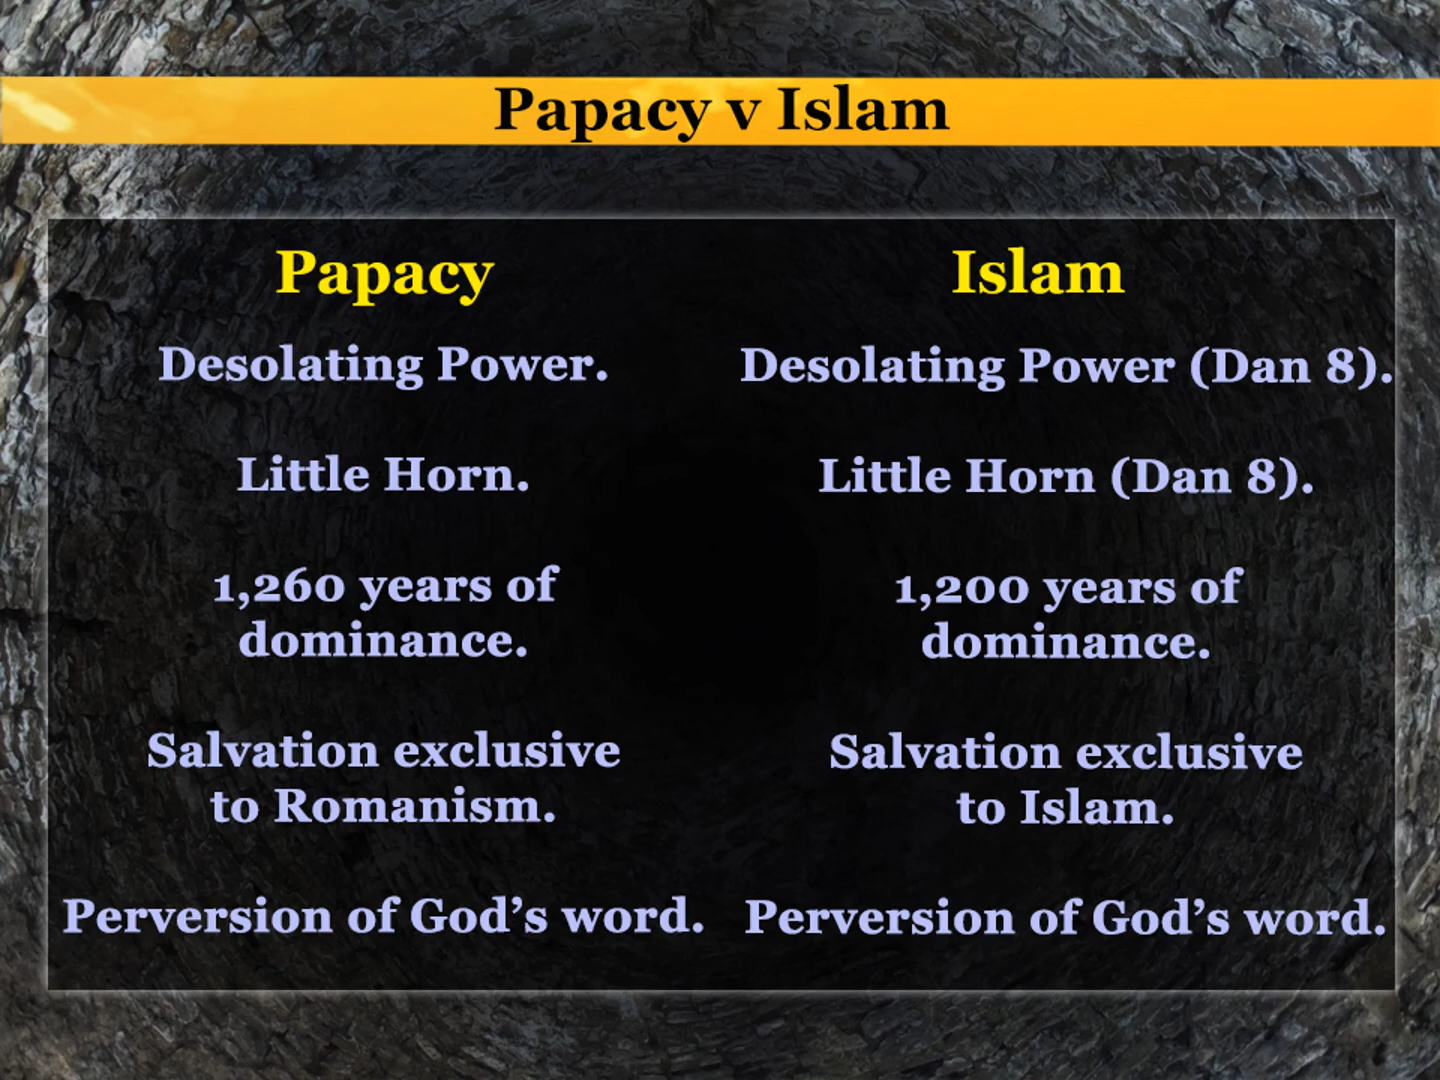 Papacy v Islam
Papacy
Desolating Power.
Little Horn.
1,260 years of
dominance.
Salvation exclusive
to Romanism.
Perversion of God’s word.
Islam
Desolating Power (Dan 8).
Little Horn (Dan 8).
1,200 years of
dominance.
Salvation exclusive
to Islam.
Perversion of God’s word.